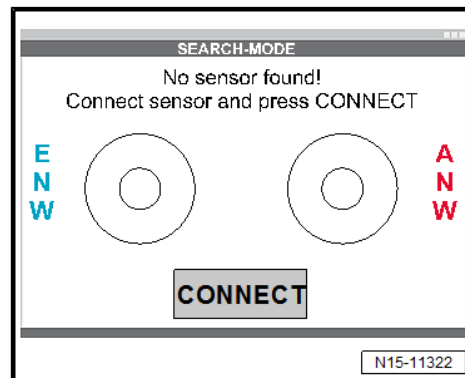 SEARCH-MODE
No sensor found!
Connect sensor and press CONNECT
E
N
W
A
N
W
CONNECT
N15-11322